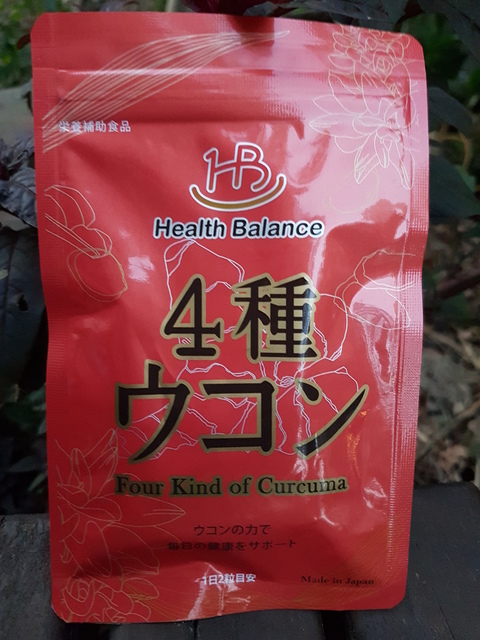 栄養補助食品
HB
Health Balance
4種
ウコン
Four Kind of Curcuma
ウコンの力で
毎日の健康をサポート
1日2粒目安
Made in Japan